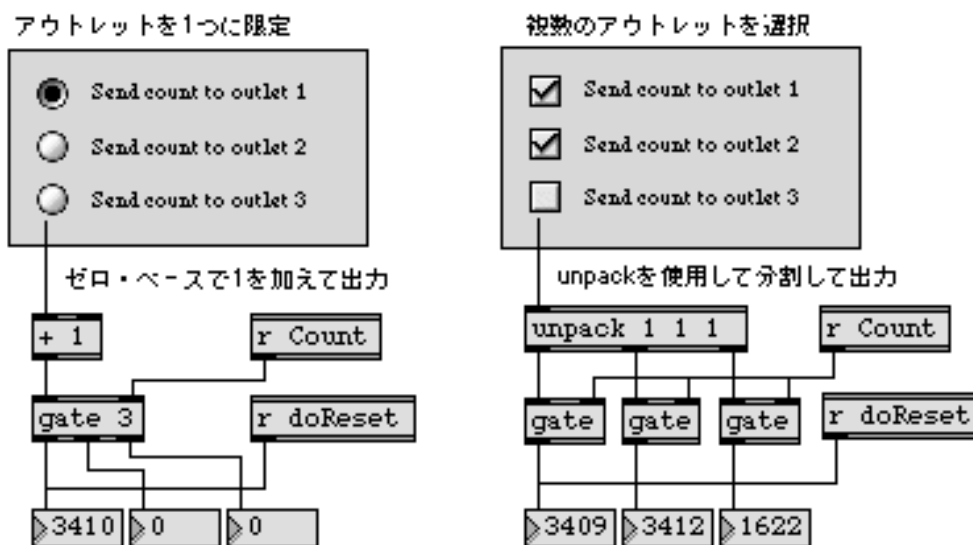 アウトレットを1つに限定
Send count to outlet 1
Send count to outlet 2
Send count to outlet 3
ゼロ・ベースで1を加えて出力
+ 1
r Count
gate 3
r doReset
3410
0
0
複数のアウトレットを選択
Send count to outlet 1
Send count to outlet 2
Send count to outlet 3
unpackを使用して分割して出力
unpack 1 1 1
r Count
gate
gate
gate
r doReset
3409
3412
1622